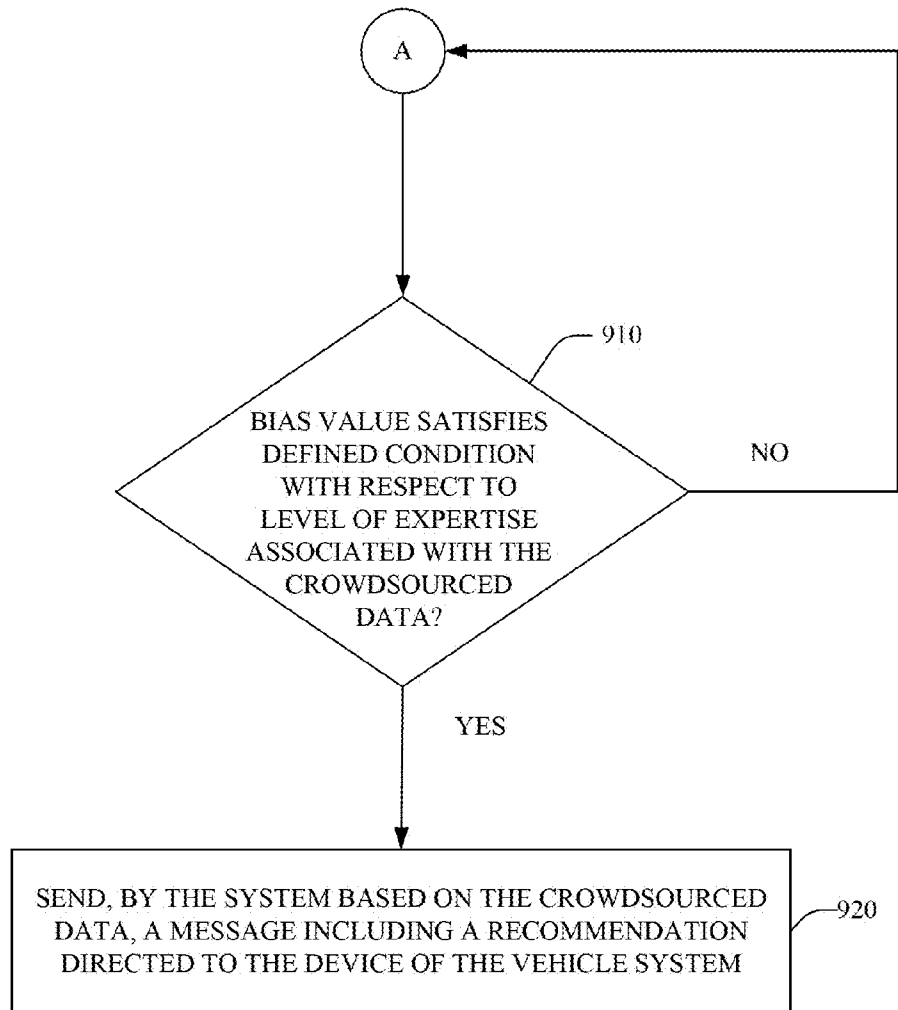 A
910
BIAS VALUE SATISFIES
DEFINED CONDITION
WITH RESPECT TO
LEVEL OF EXPERTISE
ASSOCIATED WITH THE
CROWDSOURCED
DATA?
NO
YES
SEND, BY THE SYSTEM BASED ON THE CROWDSOURCED
DATA, A MESSAGE INCLUDING A RECOMMENDATION
DIRECTED TO THE DEVICE OF THE VEHICLE SYSTEM
920